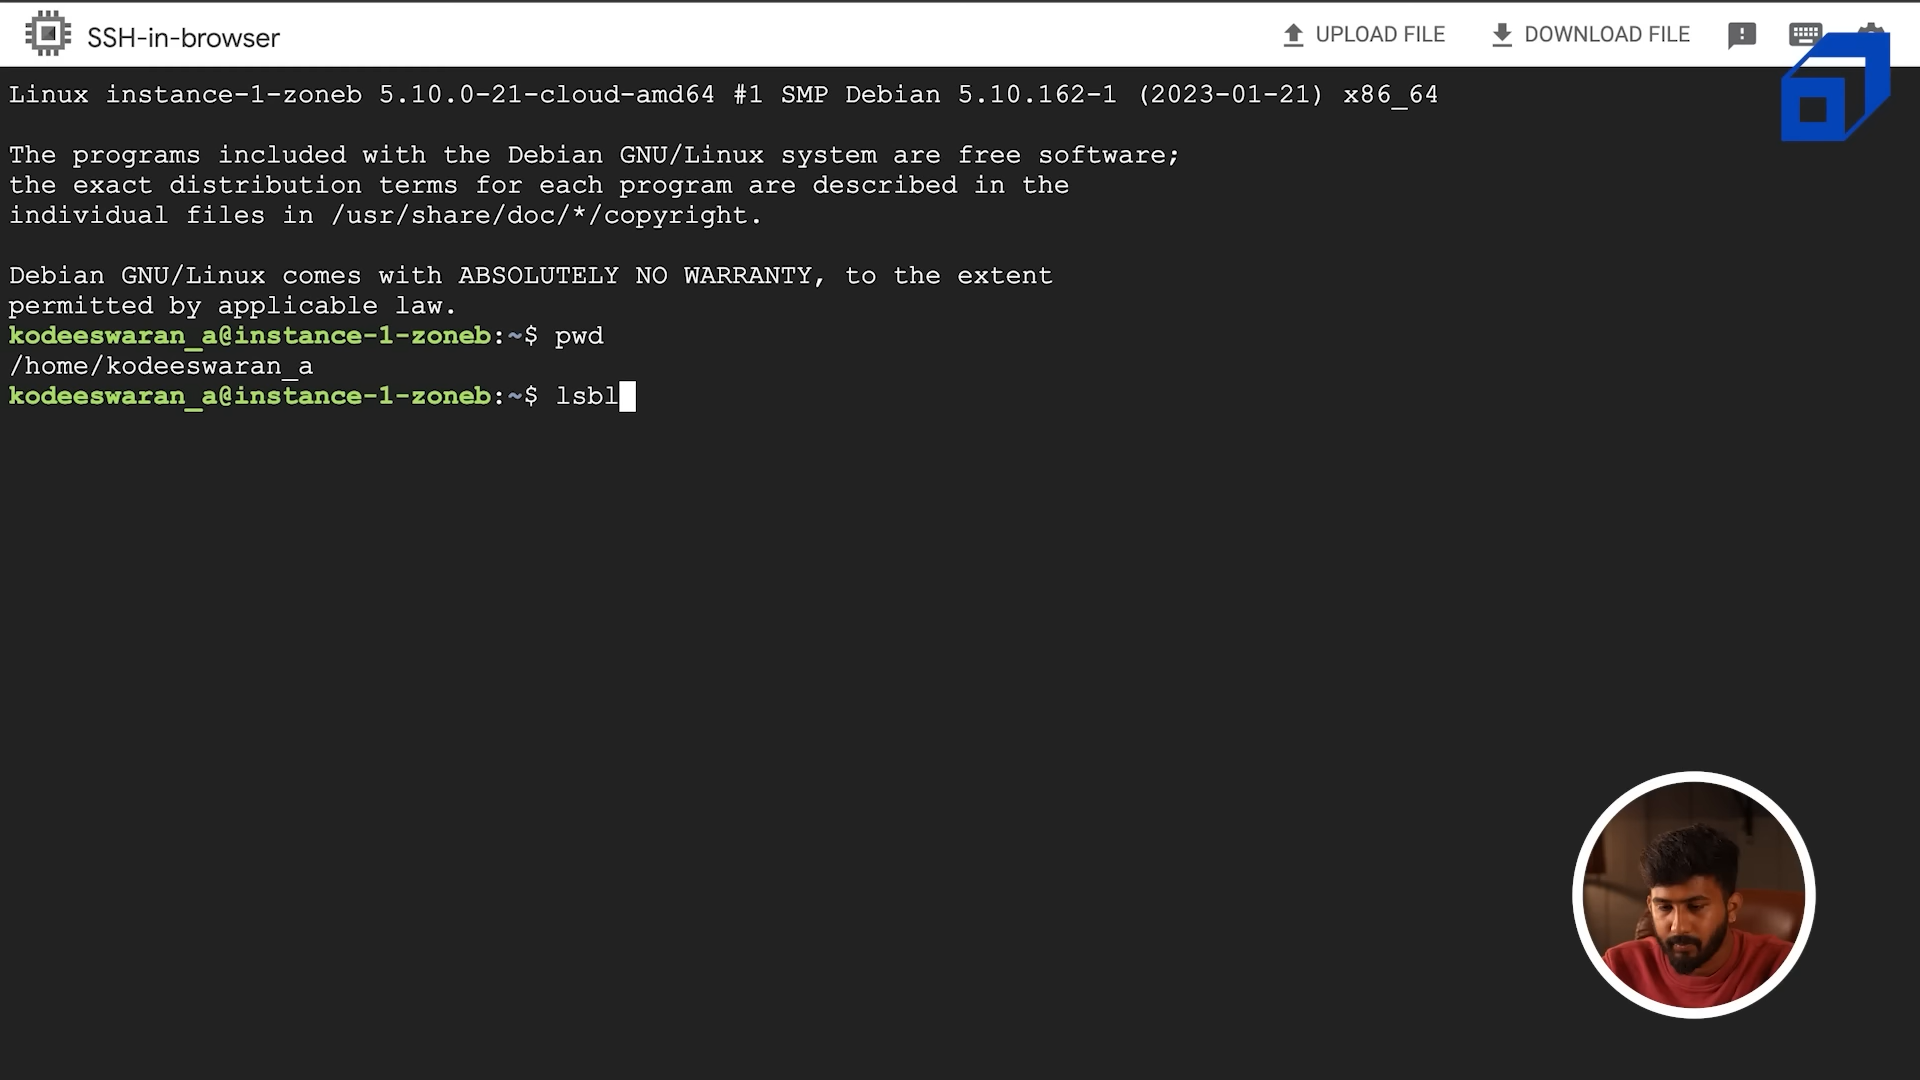 SSH-in-browser
UPLOAD FILE
DOWNLOAD FILE
Linux instance-1-zoneb 5.10.0-21-cloud-amd64 #1 SMP Debian 5.10.162-1 (2023-01-21) x86_64
The programs included with the Debian GNU/Linux system are free software;
the exact distribution terms for each program are described in the
individual files in /usr/share/doc/*/copyright.
Debian GNU/Linux comes with ABSOLUTELY NO WARRANTY, to the extent
permitted by applicable law.
kodeeswaran_a@instance-1-zoneb:~$ pwd
/home/kodeeswaran_a
kodeeswaran_a@instance-1-zoneb:~$ lsbl